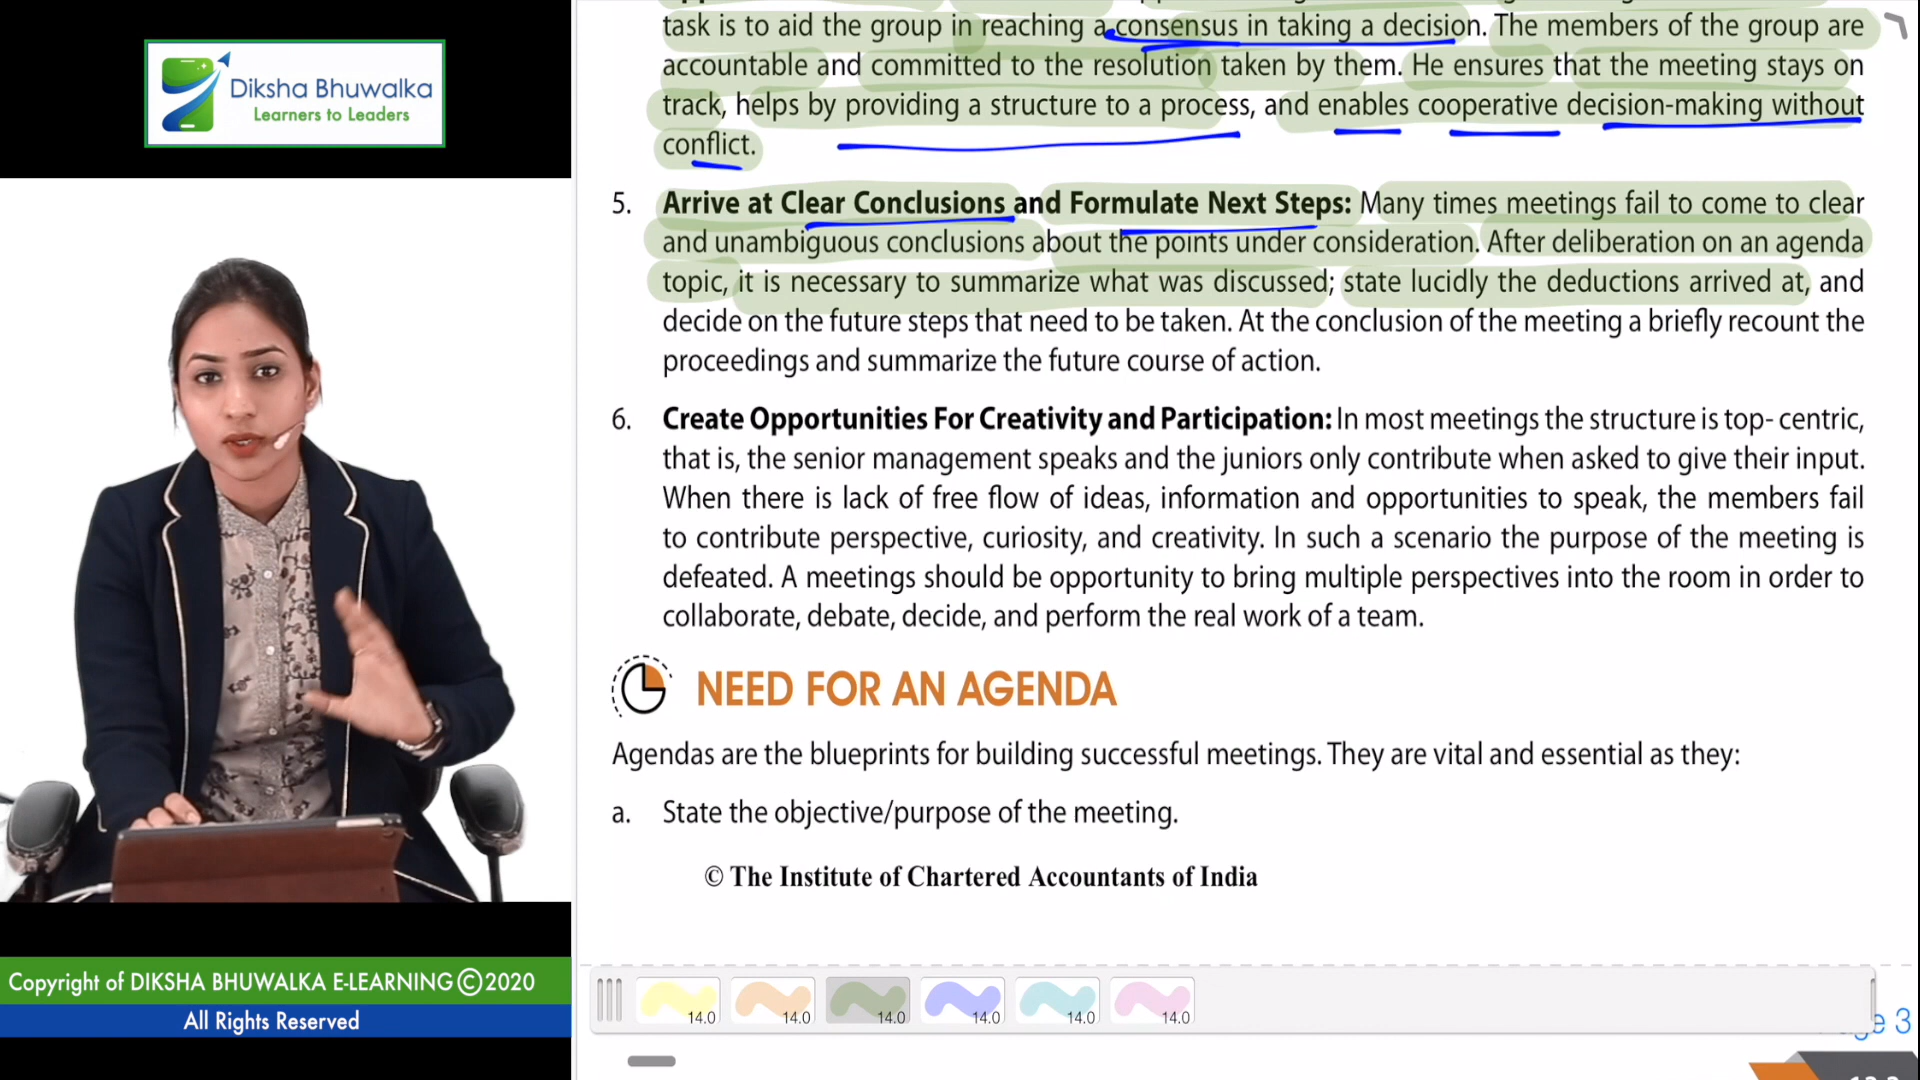 Diksha Bhuwalka
Learners to Leaders
task is to aid the group in reaching a consensus in taking a decision. The members of the group are
accountable and committed to the resolution taken by them. He ensures that the meeting stays on
track, helps by providing a structure to a process, and enables cooperative decision-making without
conflict.
5. Arrive at Clear Conclusions and Formulate Next Steps: Many times meetings fail to come to clear
and unambiguous conclusions about the points under consideration. After deliberation on an agenda
topic, it is necessary to summarize what was discussed; state lucidly the deductions arrived at, and
decide on the future steps that need to be taken. At the conclusion of the meeting a briefly recount the
proceedings and summarize the future course of action.
6. Create Opportunities For Creativity and Participation: In most meetings the structure is top- centric,
that is, the senior management speaks and the juniors only contribute when asked to give their input.
When there is lack of free flow of ideas, information and opportunities to speak, the members fail
to contribute perspective, curiosity, and creativity. In such a scenario the purpose of the meeting is
defeated. A meetings should be opportunity to bring multiple perspectives into the room in order to
collaborate, debate, decide, and perform the real work of a team.
NEED FOR AN AGENDA
Agendas are the blueprints for building successful meetings. They are vital and essential as they:
a. State the objective/purpose of the meeting.
© The Institute of Chartered Accountants of India
14.0 14.0 14.0 14.0 14.0 14.0
3
Copyright of DIKSHA BHUWALKA E-LEARNING©2020
All Rights Reserved